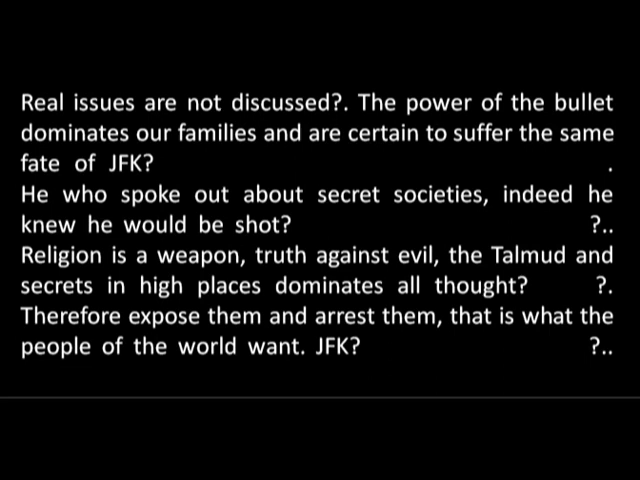 Real issues are not discussed?. The power of the bullet
dominates our families and are certain to suffer the same
fate of JFK? .
He who spoke out about secret societies, indeed he
knew he would be shot? ?..
Religion is a weapon, truth against evil, the Talmud and
secrets in high places dominates all thought? ?.
Therefore expose them and arrest them, that is what the
people of the world want. JFK? ?..